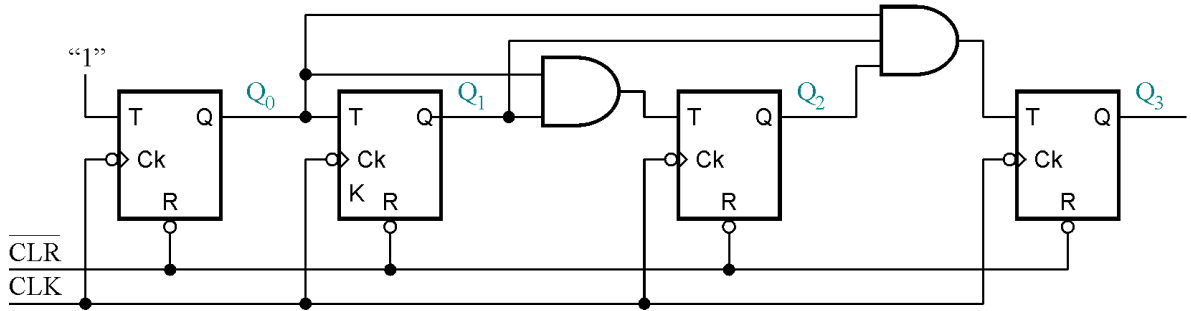 “1”
Q0 Q1 Q2 Q3
T Q T Q T Q T Q
Ck Ck Ck Ck
K
R R R R
CLR
CLK